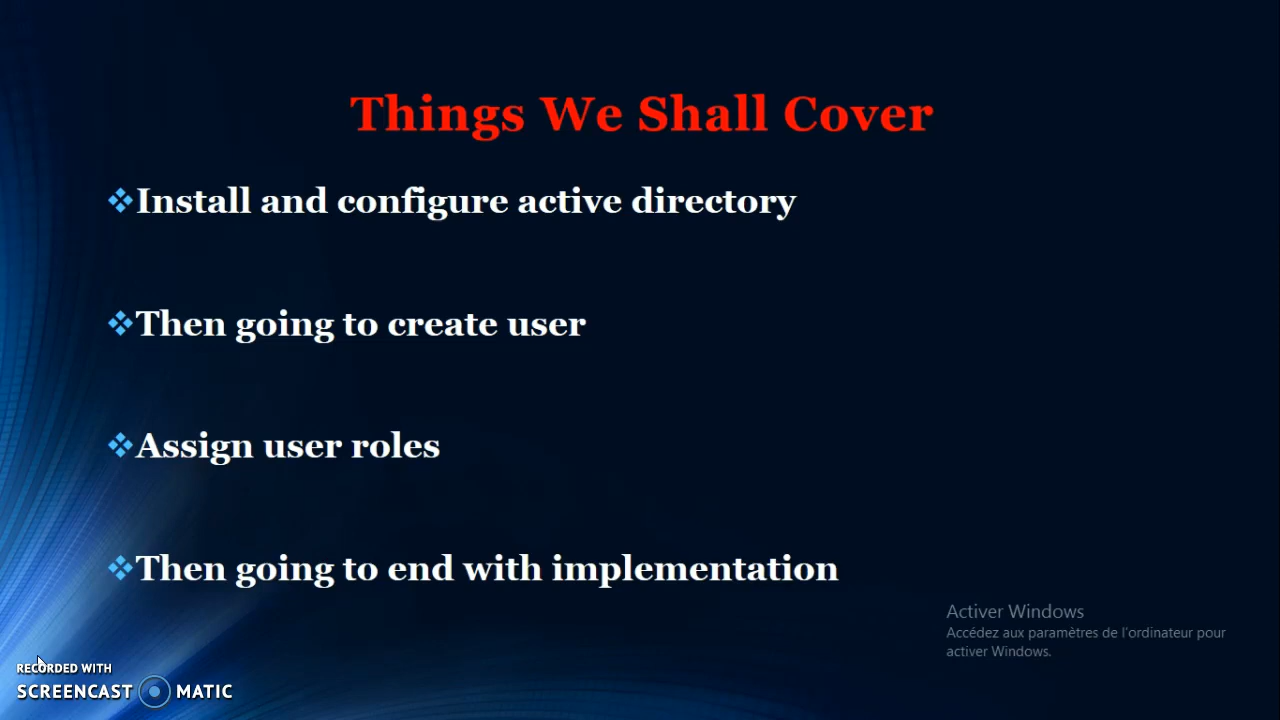 Things We Shall Cover
Install and configure active directory
Then going to create user
Assign user roles
Then going to end with implementation
Activer Windows
Accédez aux paramètres de l'ordinateur pour
activer Windows.
RECORDED WITH
SCREENCAST MATIC